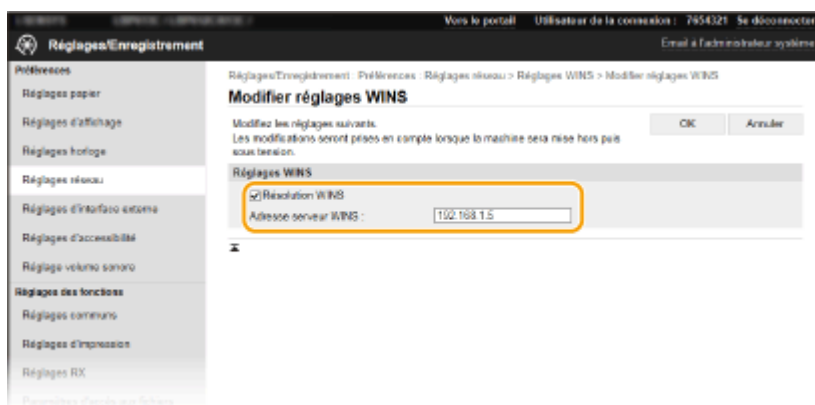 Vers le portail Utilisateur de la connexion : 7654321 Se déconnecter
Réglages/Enregistrement
Email à l'administrateur système
Préférences
Réglages papier
Réglages d'affichage
Réglages horloge
Réglages réseau
Réglages d'interface externe
Réglages d'accessibilité
Réglage volume sonore
Réglages des fonctions
Réglages communs
Réglages d'impression
Réglages RX
Réglages/Enregistrement : Préférences : Réglages réseau > Réglages WINS > Modifier réglages WINS
Modifier réglages WINS
Modifiez les réglages suivants.
Les modifications seront prises en compte lorsque la machine sera mise hors puis
sous tension.
OK Annuler
Réglages WINS
Résolution WINS
Adresse serveur WINS : 192.168.1.5